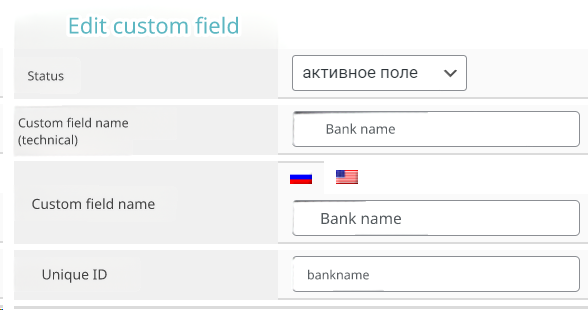 Edit custom field
Status
активное поле
Custom field name
(technical)
Bank name
Custom field name
Bank name
Unique ID
bankname